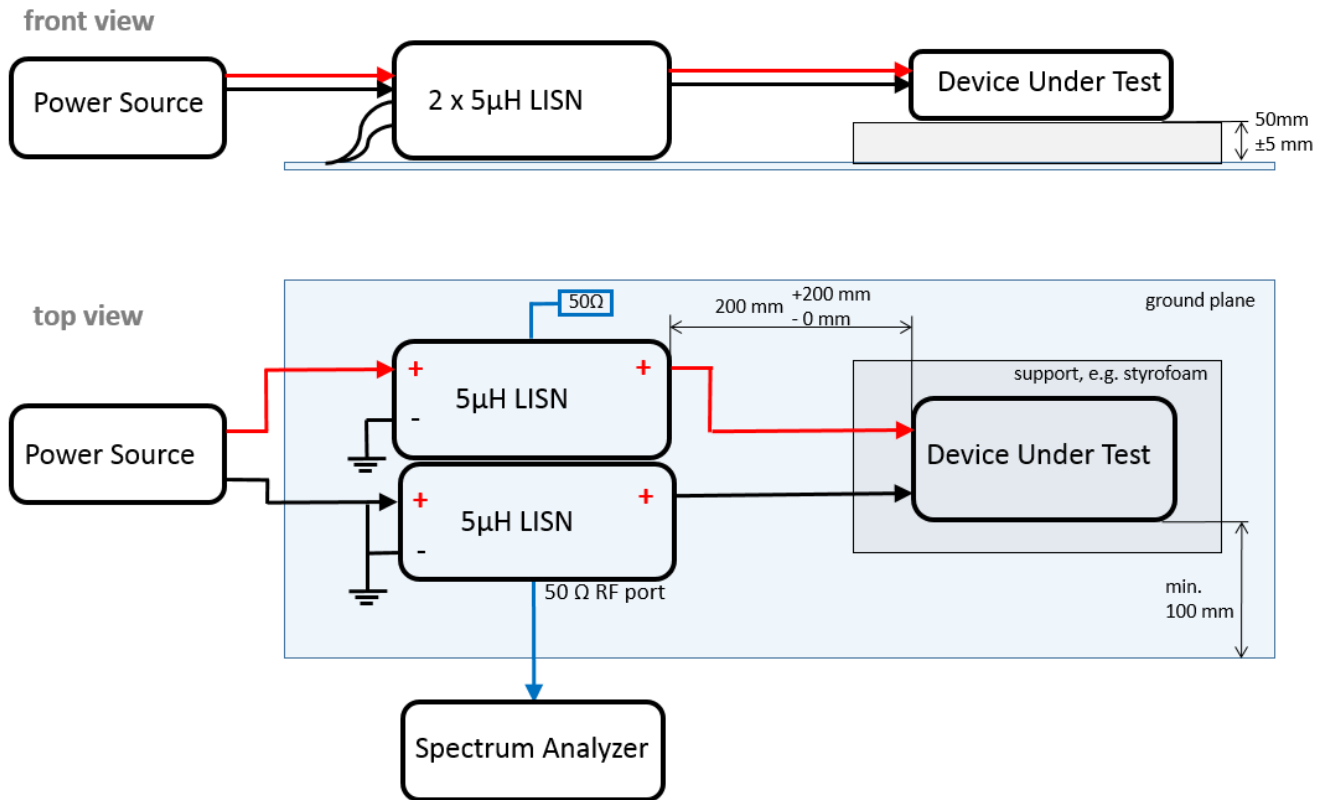 front view
Power Source
2 x 5µH LISN
Device Under Test
50mm
±5 mm
top view
50Ω
200 mm +200 mm
- 0 mm
ground plane
+ 5µH LISN +
-
support, e.g. styrofoam
Power Source
Device Under Test
+ 5µH LISN +
-
50 Ω RF port
min.
100 mm
Spectrum Analyzer